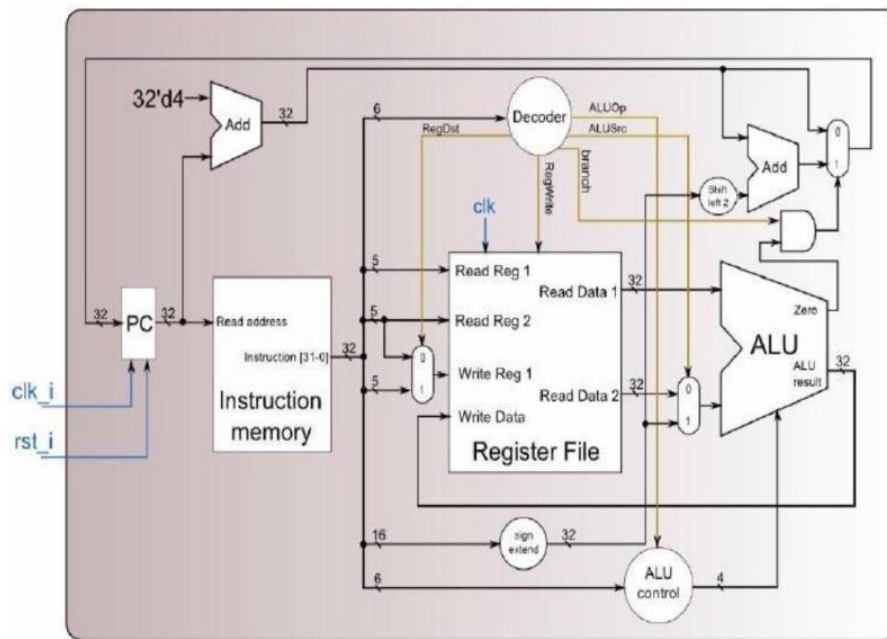 32'd4
Add
32
6
Decoder
ALUOp
RegDst
ALUSrc
branch
RegWrite
clk
Shift
left 2
Add
0
1
5
Read Reg 1
Read Data 1
32
Zero
32
PC
32
Read address
5
Read Reg 2
ALU
Instruction [31-0]
32
0
1
Write Reg 1
Read Data 2
32
0
1
ALU
result
32
clk_i
Instruction
memory
5
Write Data
Register File
rst_i
16
sign
extend
32
6
ALU
control
4